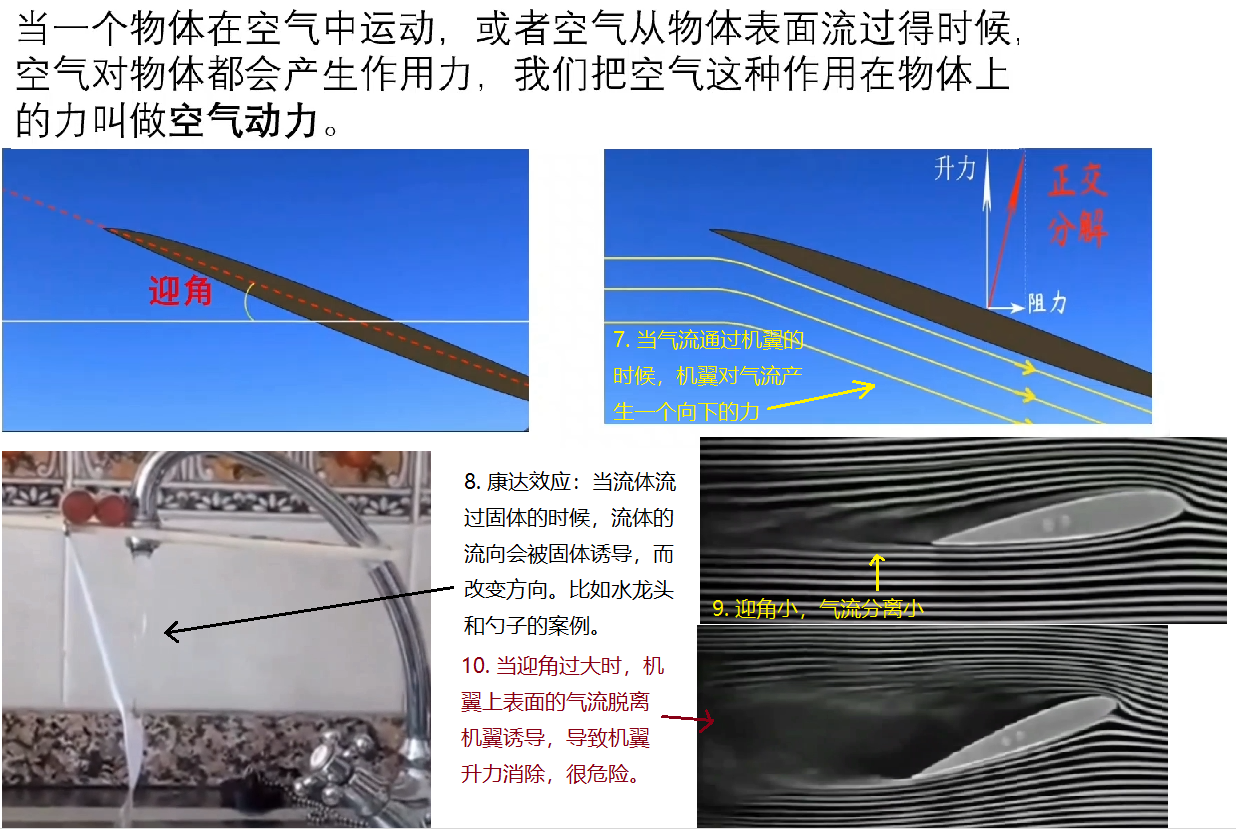 当一个物体在空气中运动，或者空气从物体表面流过得时候，
空气对物体都会产生作用力，我们把空气这种作用在物体上
的力叫做空气动力。
迎角
升力
正交
分解
阻力
7. 当气流通过机翼的
时候，机翼对气流产
生一个向下的力
8. 康达效应：当流体流
过固体的时候，流体的
流向会被固体诱导，而
改变方向。比如水龙头
和勺子的案例。
9. 迎角小，气流分离小
10. 当迎角过大时，机
翼上表面的气流脱离
机翼诱导，导致机翼
升力消除，很危险。